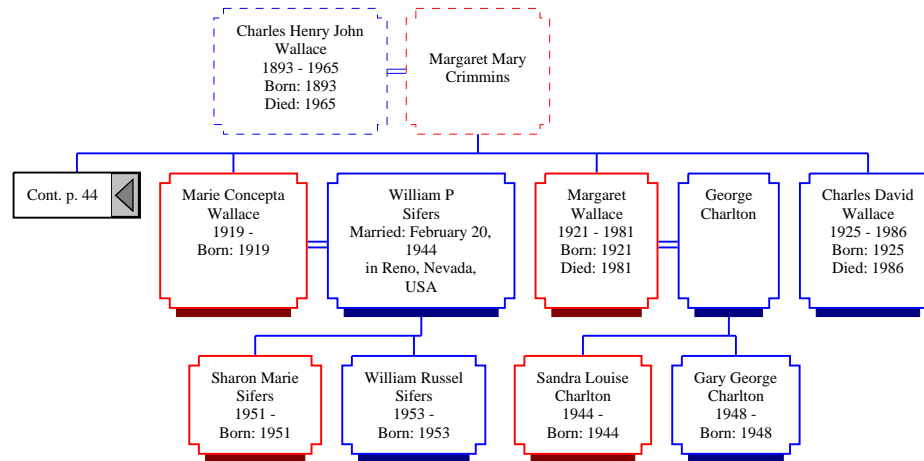 Charles Henry John
Wallace
1893 - 1965
Born: 1893
Died: 1965
Margaret Mary
Crimmins
Cont. p. 44
Marie Concepta
Wallace
1919 -
Born: 1919
William P
Sifers
Married: February 20,
1944
in Reno, Nevada,
USA
Margaret
Wallace
1921 - 1981
Born: 1921
Died: 1981
George
Charlton
Charles David
Wallace
1925 - 1986
Born: 1925
Died: 1986
Sharon Marie
Sifers
1951 -
Born: 1951
William Russel
Sifers
1953 -
Born: 1953
Sandra Louise
Charlton
1944 -
Born: 1944
Gary George
Charlton
1948 -
Born: 1948